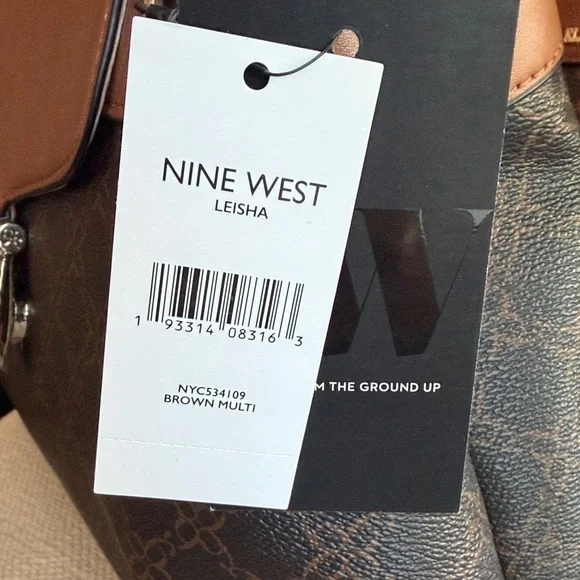 NINE WEST
LEISHA
1 93314 08316 3
NYC534109
BROWN MULTI
W
M THE GROUND UP